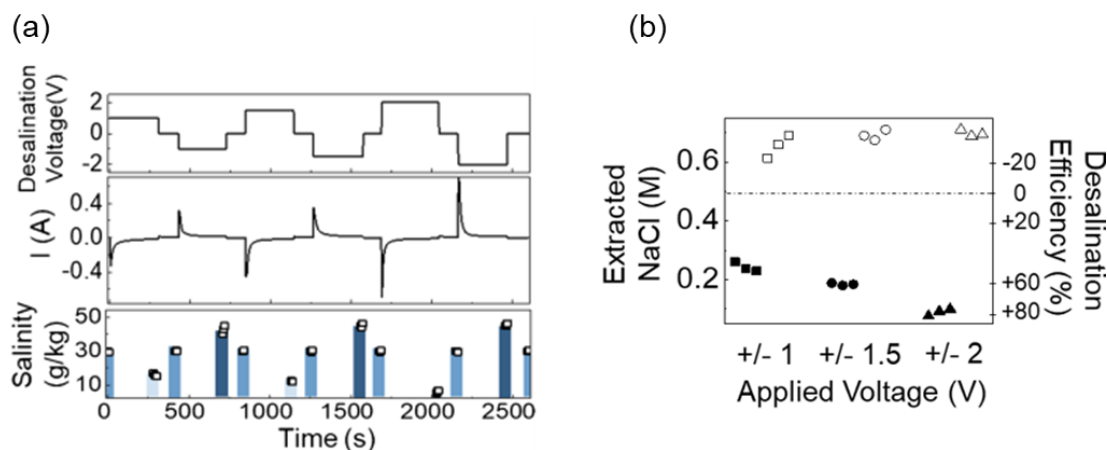 (a)
Desalination
Voltage(V)
2
0
-2
I (A)
0.4
0.0
-0.4
Salinity
(g/kg)
50
30
10
0
500
1000
1500
2000
2500
Time (s)
(b)
Extracted
NaCl (M)
0.6
0.4
0.2
-20
0
+20
+60
+80
Desalination
Efficiency (%)
+/- 1
+/- 1.5
+/- 2
Applied Voltage (V)